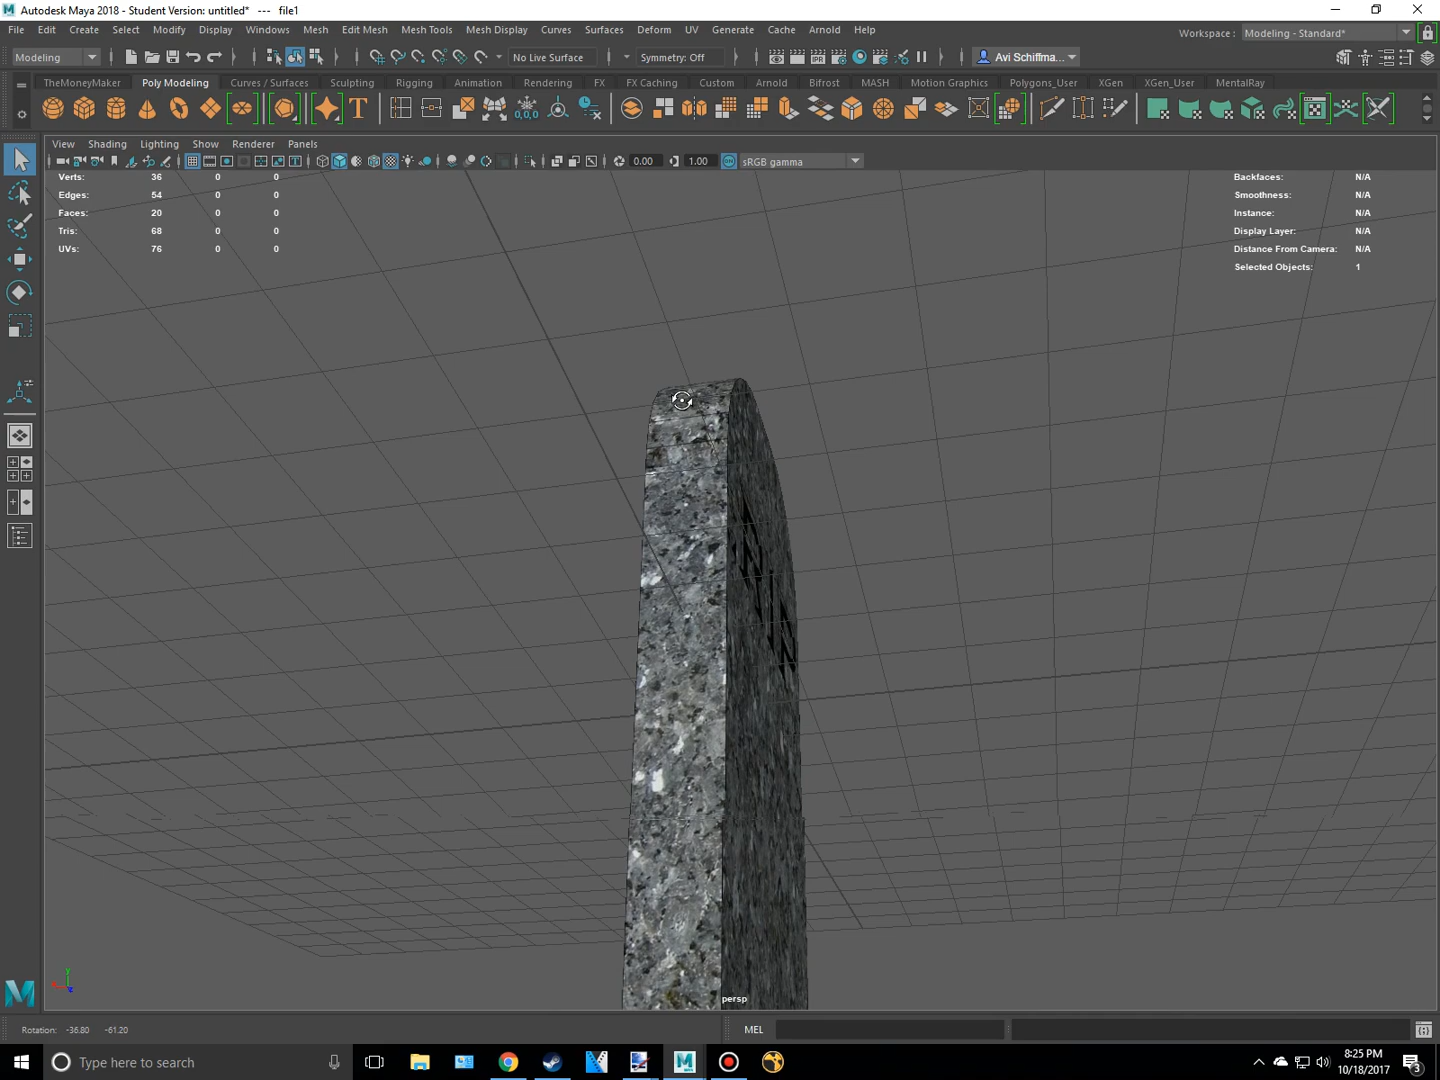 Autodesk Maya 2018 - Student Version: untitled* --- file1
File Edit Create Select Modify Display Windows Mesh Edit Mesh Mesh Tools Mesh Display Curves Surfaces Deform UV Generate Cache Arnold Help
Workspace : Modeling - Standard*
Modeling No Live Surface Symmetry: Off Avi Schiffma...
TheMoneyMaker Poly Modeling Curves / Surfaces Sculpting Rigging Animation Rendering FX FX Caching Custom Arnold Bifrost MASH Motion Graphics Polygons_User XGen XGen_User MentalRay
View Shading Lighting Show Renderer Panels
0.00 1.00 sRGB gamma
Verts: 36 0 0
Edges: 54 0 0
Faces: 20 0 0
Tris: 68 0 0
UVs: 76 0 0
Backfaces: N/A
Smoothness: N/A
Instance: N/A
Display Layer: N/A
Distance From Camera: N/A
Selected Objects: 1
persp
Rotation: -36.80 -61.20
MEL
Type here to search
8:25 PM
10/18/2017